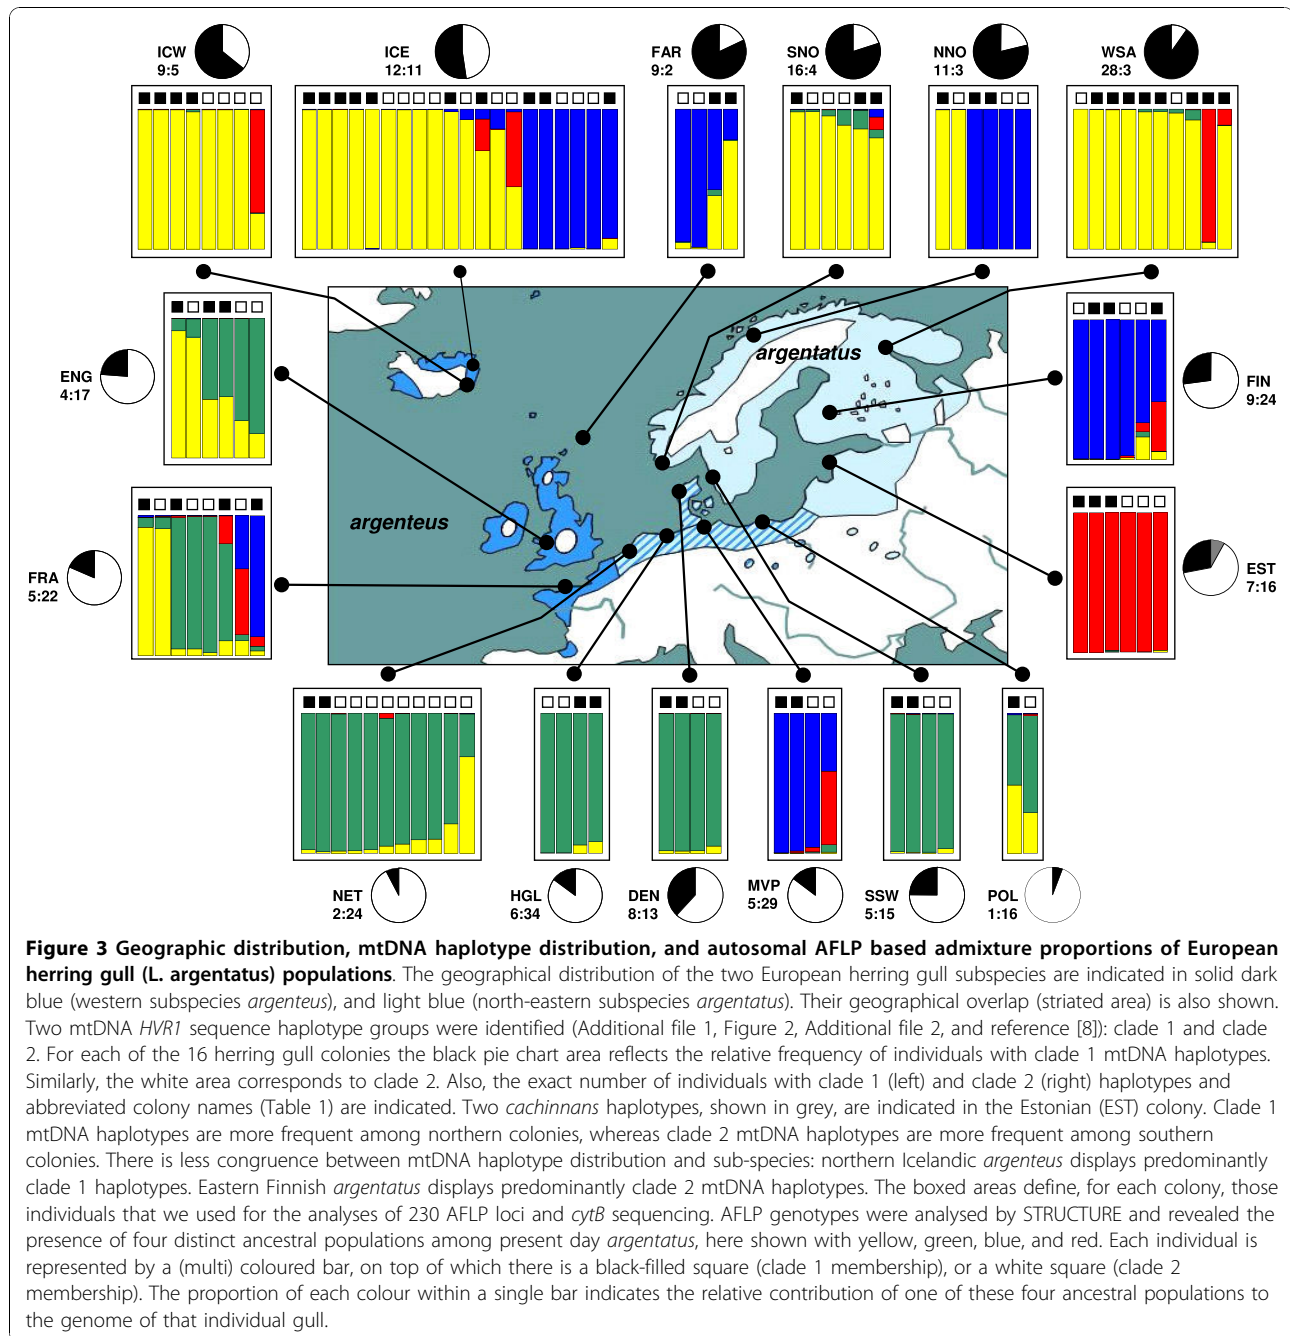 ICW
9:5
ICE
12:11
FAR
9:2
SNO
16:4
NNO
11:3
WSA
28:3
ENG
4:17
argentatus
FIN
9:24
argenteus
FRA
5:22
EST
7:16
NET
2:24
HGL
6:34
DEN
8:13
MVP
5:29
SSW
5:15
POL
1:16
Figure 3 Geographic distribution, mtDNA haplotype distribution, and autosomal AFLP based admixture proportions of European
herring gull (L. argentatus) populations. The geographical distribution of the two European herring gull subspecies are indicated in solid dark
blue (western subspecies argenteus), and light blue (north-eastern subspecies argentatus). Their geographical overlap (striated area) is also shown.
Two mtDNA HVR1 sequence haplotype groups were identified (Additional file 1, Figure 2, Additional file 2, and reference [8]): clade 1 and clade
2. For each of the 16 herring gull colonies the black pie chart area reflects the relative frequency of individuals with clade 1 mtDNA haplotypes.
Similarly, the white area corresponds to clade 2. Also, the exact number of individuals with clade 1 (left) and clade 2 (right) haplotypes and
abbreviated colony names (Table 1) are indicated. Two cachinnans haplotypes, shown in grey, are indicated in the Estonian (EST) colony. Clade 1
mtDNA haplotypes are more frequent among northern colonies, whereas clade 2 mtDNA haplotypes are more frequent among southern
colonies. There is less congruence between mtDNA haplotype distribution and sub-species: northern Icelandic argenteus displays predominantly
clade 1 haplotypes. Eastern Finnish argentatus displays predominantly clade 2 mtDNA haplotypes. The boxed areas define, for each colony, those
individuals that we used for the analyses of 230 AFLP loci and cytB sequencing. AFLP genotypes were analysed by STRUCTURE and revealed the
presence of four distinct ancestral populations among present day argentatus, here shown with yellow, green, blue, and red. Each individual is
represented by a (multi) coloured bar, on top of which there is a black-filled square (clade 1 membership), or a white square (clade 2
membership). The proportion of each colour within a single bar indicates the relative contribution of one of these four ancestral populations to
the genome of that individual gull.